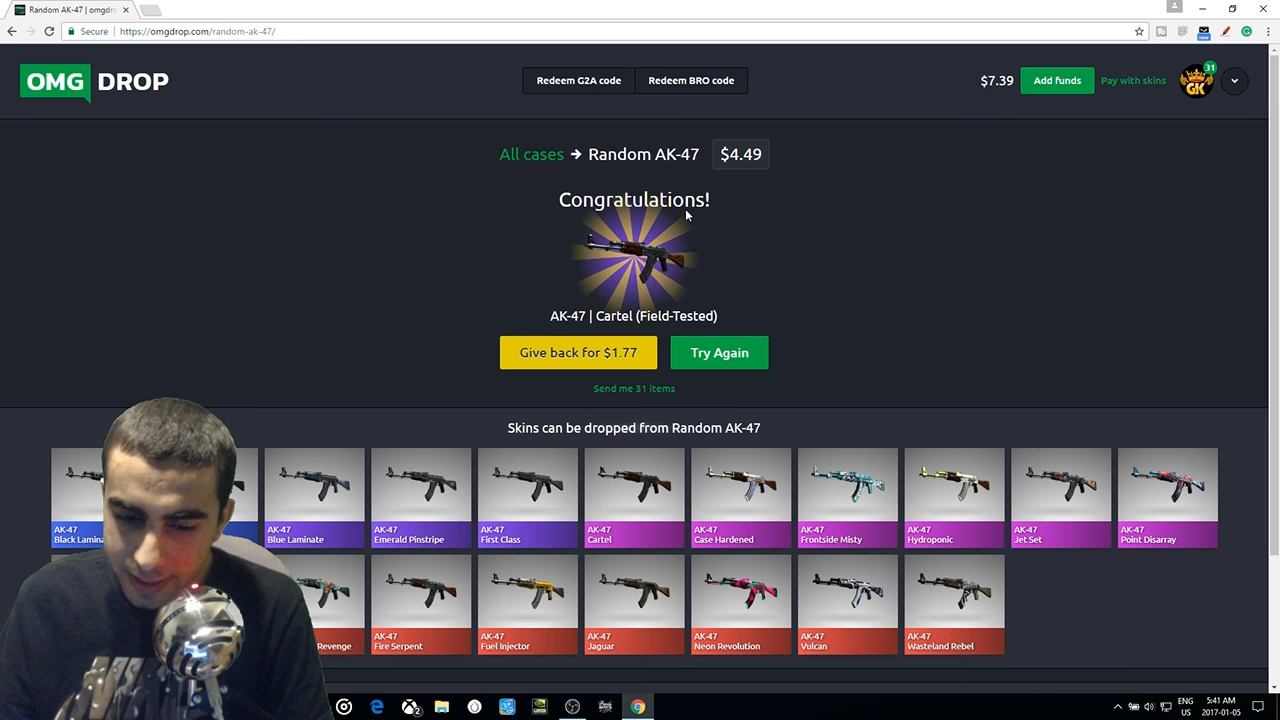 Random AK-47 | omgdr
Secure
https://omgdrop.com/random-ak-47/
new
OMG DROP
Redeem G2A code
Redeem BRO code
$7.39
Add funds
Pay with skins
31
GK
All cases → Random AK-47
$4.49
Congratulations!
AK-47 | Cartel (Field-Tested)
Give back for $1.77
Try Again
Send me 31 items
Skins can be dropped from Random AK-47
AK-47
Black Lamina
AK-47
Blue Laminate
AK-47
Emerald Pinstripe
AK-47
First Class
AK-47
Cartel
AK-47
Case Hardened
AK-47
Frontside Misty
AK-47
Hydroponic
AK-47
Jet Set
AK-47
Point Disarray
Revenge
AK-47
Fire Serpent
AK-47
Fuel Injector
AK-47
Jaguar
AK-47
Neon Revolution
AK-47
Vulcan
AK-47
Wasteland Rebel
2
ENG
US
5:41 AM
2017-01-05